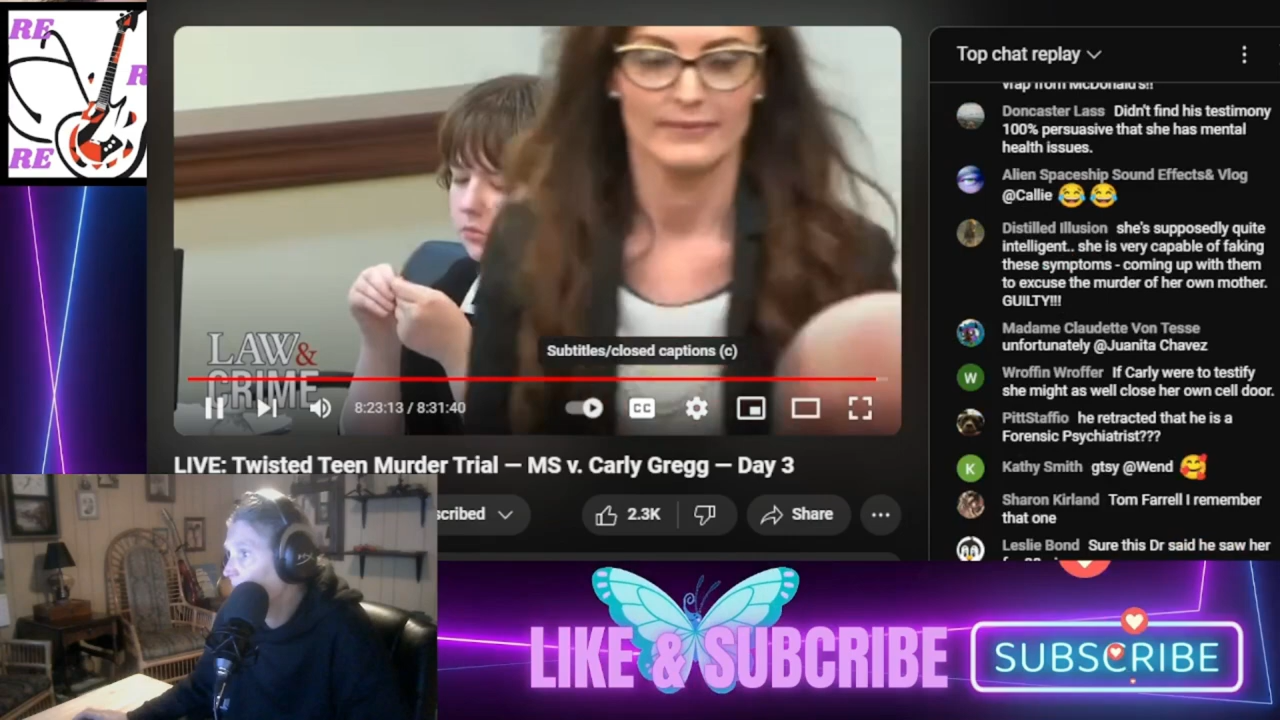 RE
R
RE
LAW&
CRIME
Subtitles/closed captions (c)
8:23:13 / 8:31:40
CC
LIVE: Twisted Teen Murder Trial — MS v. Carly Gregg — Day 3
scribed
2.3K
Share
Top chat replay
from McDonald's!!
Doncaster Lass Didn't find his testimony
100% persuasive that she has mental
health issues.
Alien Spaceship Sound Effects& Vlog
@Callie 😂 😂
Distilled Illusion she's supposedly quite
intelligent.. she is very capable of faking
these symptoms - coming up with them
to excuse the murder of her own mother.
GUILTY!!!
Madame Claudette Von Tesse
unfortunately @Juanita Chavez
W
Wroffin Wroffer If Carly were to testify
she might as well close her own cell door.
PittStaffio he retracted that he is a
Forensic Psychiatrist???
K
Kathy Smith gtsy @Wend 🥰
Sharon Kirland Tom Farrell I remember
that one
Leslie Bond Sure this Dr said he saw her
LIKE & SUBCRIBE
SUBSCRIBE